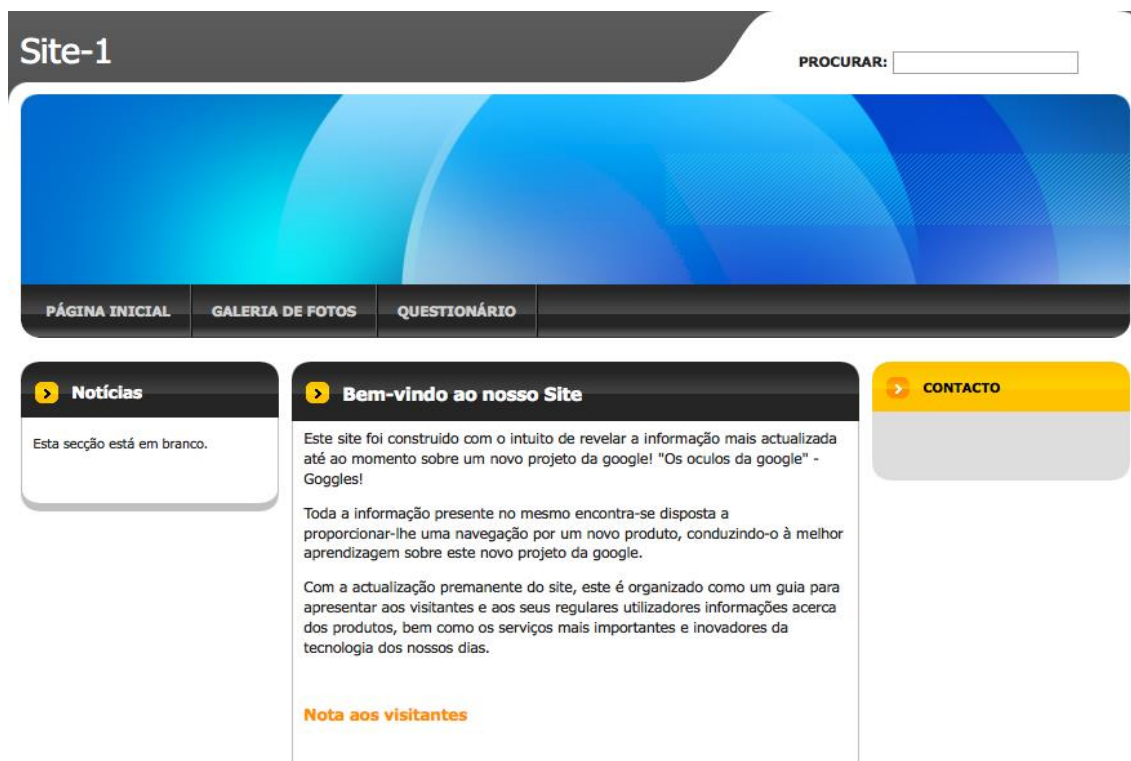 Site-1
PROCURAR:
PÁGINA INICIAL
GALERIA DE FOTOS
QUESTIONÁRIO
Notícias
Esta secção está em branco.
Bem-vindo ao nosso Site
Este site foi construido com o intuito de revelar a informação mais actualizada
até ao momento sobre um novo projeto da google! "Os oculos da google" -
Goggles!
Toda a informação presente no mesmo encontra-se disposta a
proporcionar-lhe uma navegação por um novo produto, conduzindo-o à melhor
aprendizagem sobre este novo projeto da google.
Com a actualização premanente do site, este é organizado como um guia para
apresentar aos visitantes e aos seus regulares utilizadores informações acerca
dos produtos, bem como os serviços mais importantes e inovadores da
tecnologia dos nossos dias.
Nota aos visitantes
CONTACTO